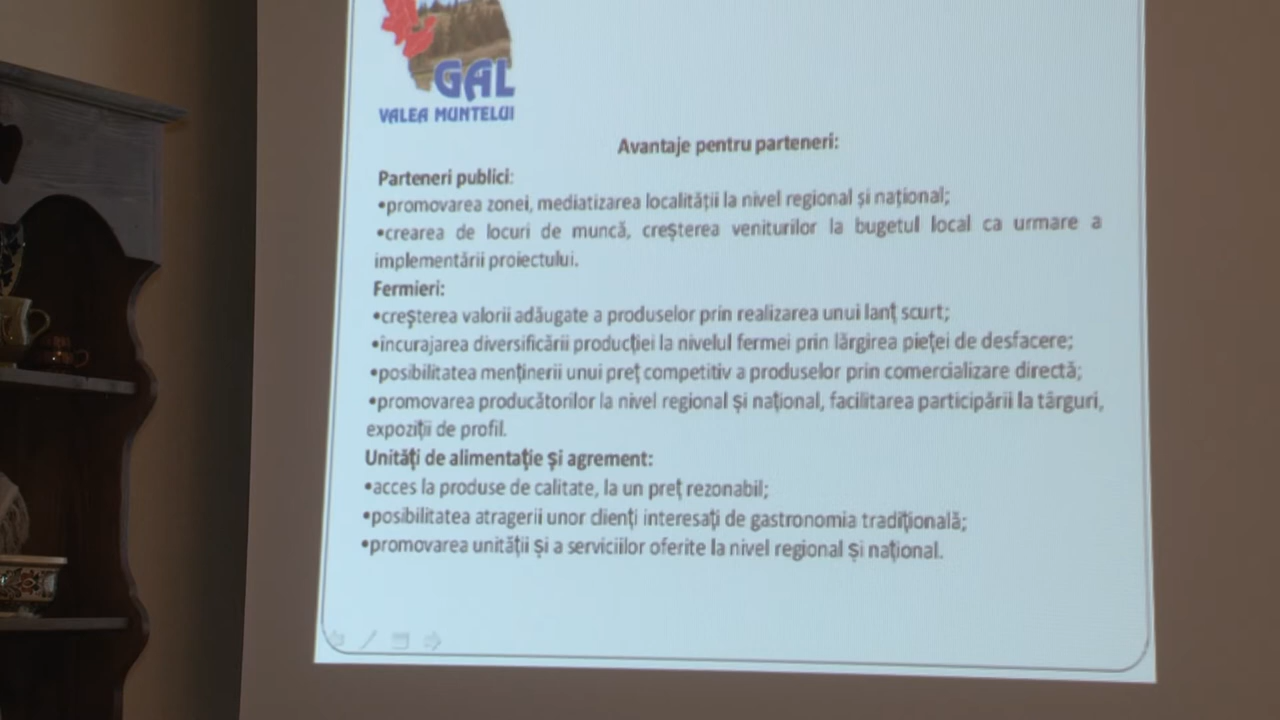 GAL
VALEA MUNTELUI
Avantaje pentru parteneri:
Parteneri publici:
•promovarea zonei, mediatizarea localității la nivel regional și național;
•crearea de locuri de muncă, creșterea veniturilor la bugetul local ca urmare a
implementării proiectului.
Fermieri:
•creșterea valorii adăugate a produselor prin realizarea unui lanț scurt;
•încurajarea diversificării producției la nivelul fermei prin lărgirea pieței de desfacere;
•posibilitatea menținerii unui preț competitiv a produselor prin comercializare directă;
•promovarea producătorilor la nivel regional și național, facilitarea participării la târguri,
expoziții de profil.
Unități de alimentație și agrement:
•acces la produse de calitate, la un preț rezonabil;
•posibilitatea atragerii unor clienți interesați de gastronomia tradițională;
•promovarea unității și a serviciilor oferite la nivel regional și național.